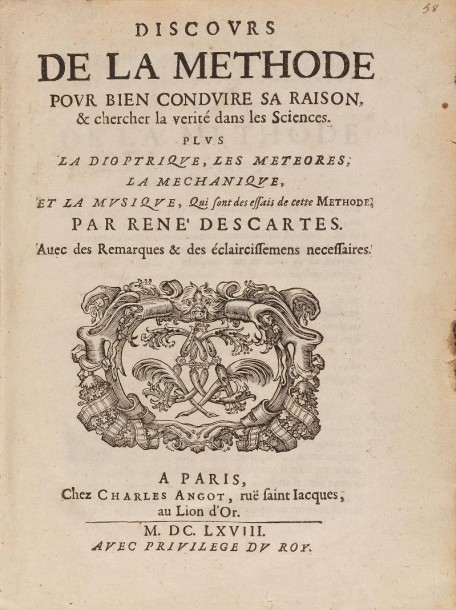 58
DISCOVRS
DE LA METHODE
POVR BIEN CONDVIRE SA RAISON,
& chercher la verité dans les Sciences.
PLVS
LA DIOPTRIQVE, LES METEORES,
LA MECHANIQVE,
ET LA MVSIQVE, Qui ſont des eſſais de cette METHODE,
PAR RENE' DESCARTES.
Auec des Remarques & des éclairciſſemens neceſſaires.
A PARIS,
Chez CHARLES ANGOT, ruë ſaint Iacques,
au Lion d'Or.
M. DC. LXVIII.
AVEC PRIVILEGE DV ROY.